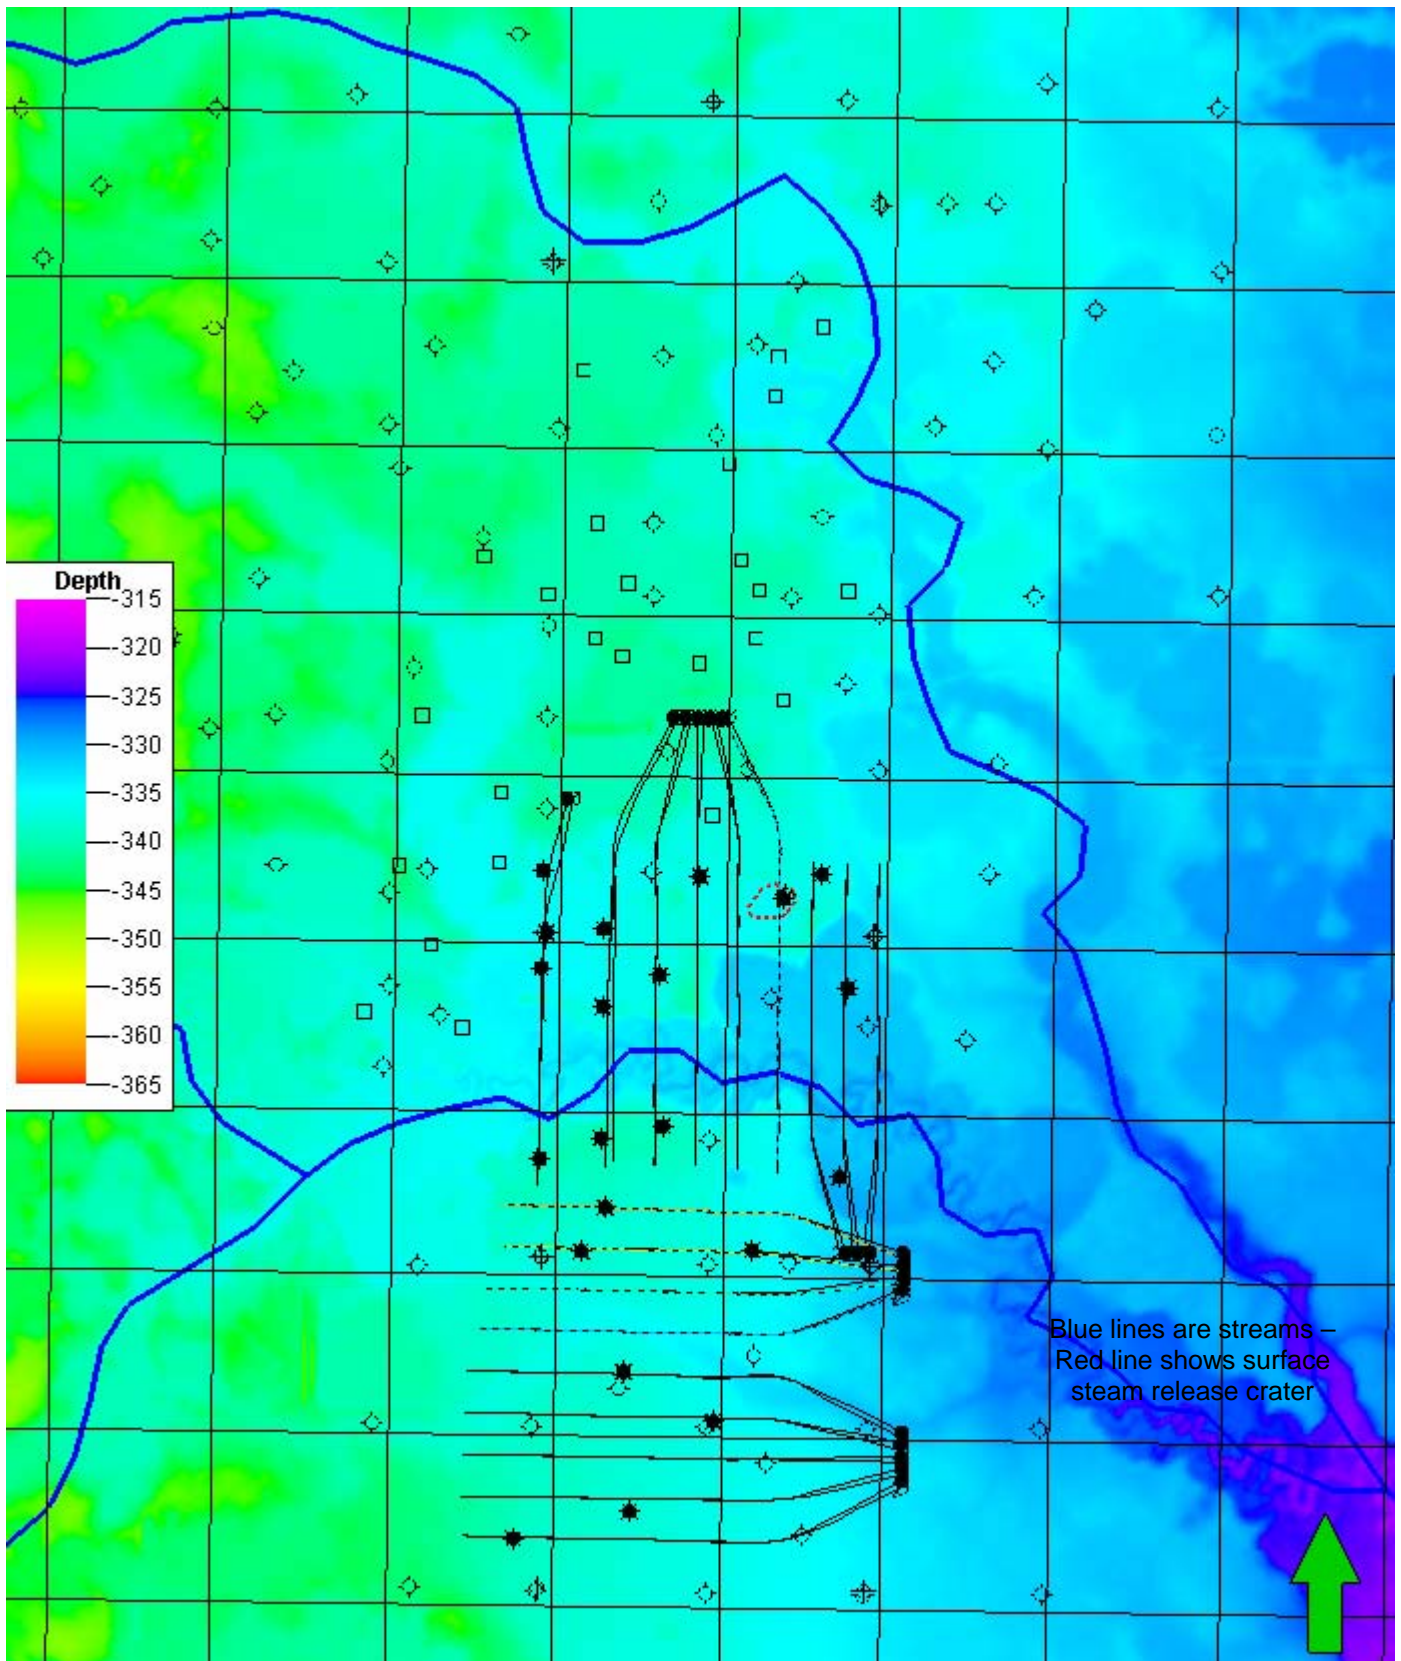 Depth
-315
-320
-325
-330
-335
-340
-345
-350
-355
-360
-365
Blue lines are streams –
Red line shows surface
steam release crater